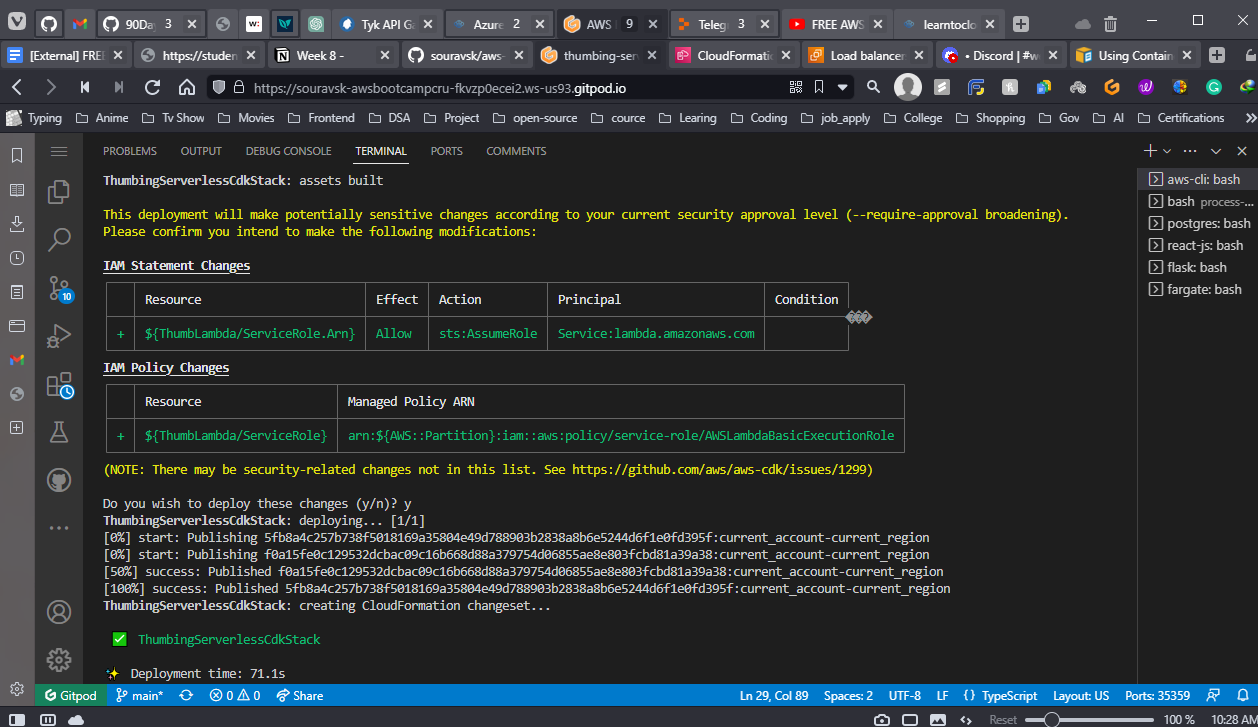 90Day 3
w:
Tyk API Ga
Azure 2
AWS 9
Teleg 3
FREE AWS
learntoclo
[External] FREE
https://studen
Week 8 -
souravsk/aws-
thumbing-ser
CloudFormatio
Load balancer
• Discord | #w
Using Contain
https://souravsk-awsbootcampcru-fkvzp0ecei2.ws-us93.gitpod.io
Typing
Anime
Tv Show
Movies
Frontend
DSA
Project
open-source
cource
Learing
Coding
job_apply
College
Shopping
Gov
AI
Certifications
PROBLEMS OUTPUT DEBUG CONSOLE TERMINAL PORTS COMMENTS
ThumbingServerlessCdkStack: assets built
This deployment will make potentially sensitive changes according to your current security approval level (--require-approval broadening).
Please confirm you intend to make the following modifications:
IAM Statement Changes
Resource Effect Action Principal Condition
+ ${ThumbLambda/ServiceRole.Arn} Allow sts:AssumeRole Service:lambda.amazonaws.com
IAM Policy Changes
Resource Managed Policy ARN
+ ${ThumbLambda/ServiceRole} arn:${AWS::Partition}:iam::aws:policy/service-role/AWSLambdaBasicExecutionRole
(NOTE: There may be security-related changes not in this list. See https://github.com/aws/aws-cdk/issues/1299)
Do you wish to deploy these changes (y/n)? y
ThumbingServerlessCdkStack: deploying... [1/1]
[0%] start: Publishing 5fb8a4c257b738f5018169a35804e49d788903b2838a8b6e5244d6f1e0fd395f:current_account-current_region
[0%] start: Publishing f0a15fe0c129532dcbac09c16b668d88a379754d06855ae8e803fcbd81a39a38:current_account-current_region
[50%] success: Published f0a15fe0c129532dcbac09c16b668d88a379754d06855ae8e803fcbd81a39a38:current_account-current_region
[100%] success: Published 5fb8a4c257b738f5018169a35804e49d788903b2838a8b6e5244d6f1e0fd395f:current_account-current_region
ThumbingServerlessCdkStack: creating CloudFormation changeset...
✅ ThumbingServerlessCdkStack
✨ Deployment time: 71.1s
aws-cli: bash
bash process-...
postgres: bash
react-js: bash
flask: bash
fargate: bash
10
Gitpod main* 0 0 Share
Ln 29, Col 89 Spaces: 2 UTF-8 LF {} TypeScript Layout: US Ports: 35359
Reset 100 % 10:28 AM